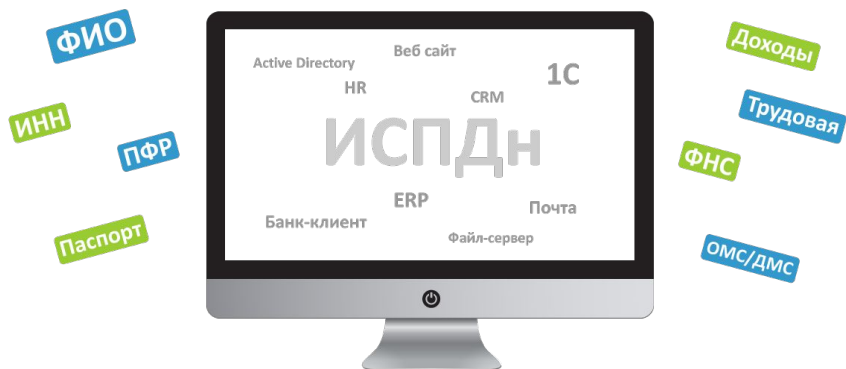 ФИО
ИНН
ПФР
Паспорт
Веб сайт
Active Directory
1С
HR
CRM
ИСПДн
ERP
Почта
Банк-клиент
Файл-сервер
Доходы
Трудовая
ФНС
ОМС/ДМС